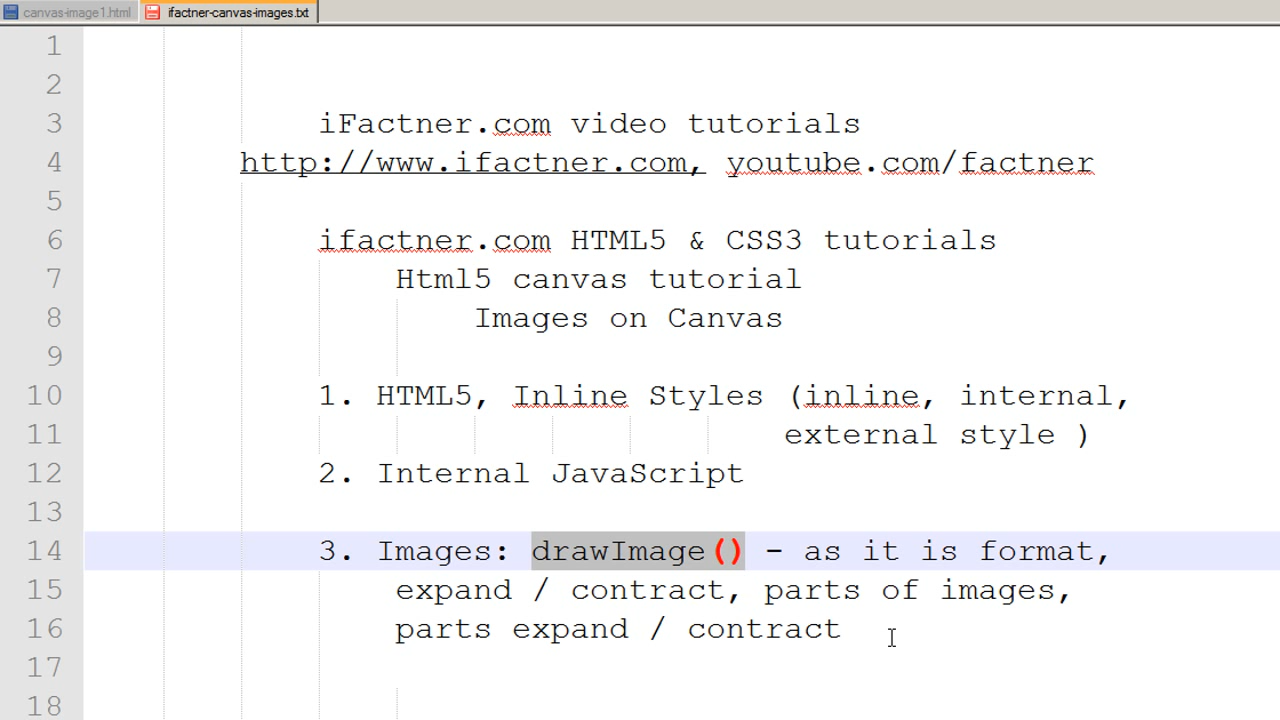 canvas-image1.html ifactner-canvas-images.txt
1
2
3 iFactner.com video tutorials
4 http://www.ifactner.com, youtube.com/factner
5
6 ifactner.com HTML5 & CSS3 tutorials
7 Html5 canvas tutorial
8 Images on Canvas
9
10 1. HTML5, Inline Styles (inline, internal,
11 external style )
12 2. Internal JavaScript
13
14 3. Images: drawImage() - as it is format,
15 expand / contract, parts of images,
16 parts expand / contract
17
18